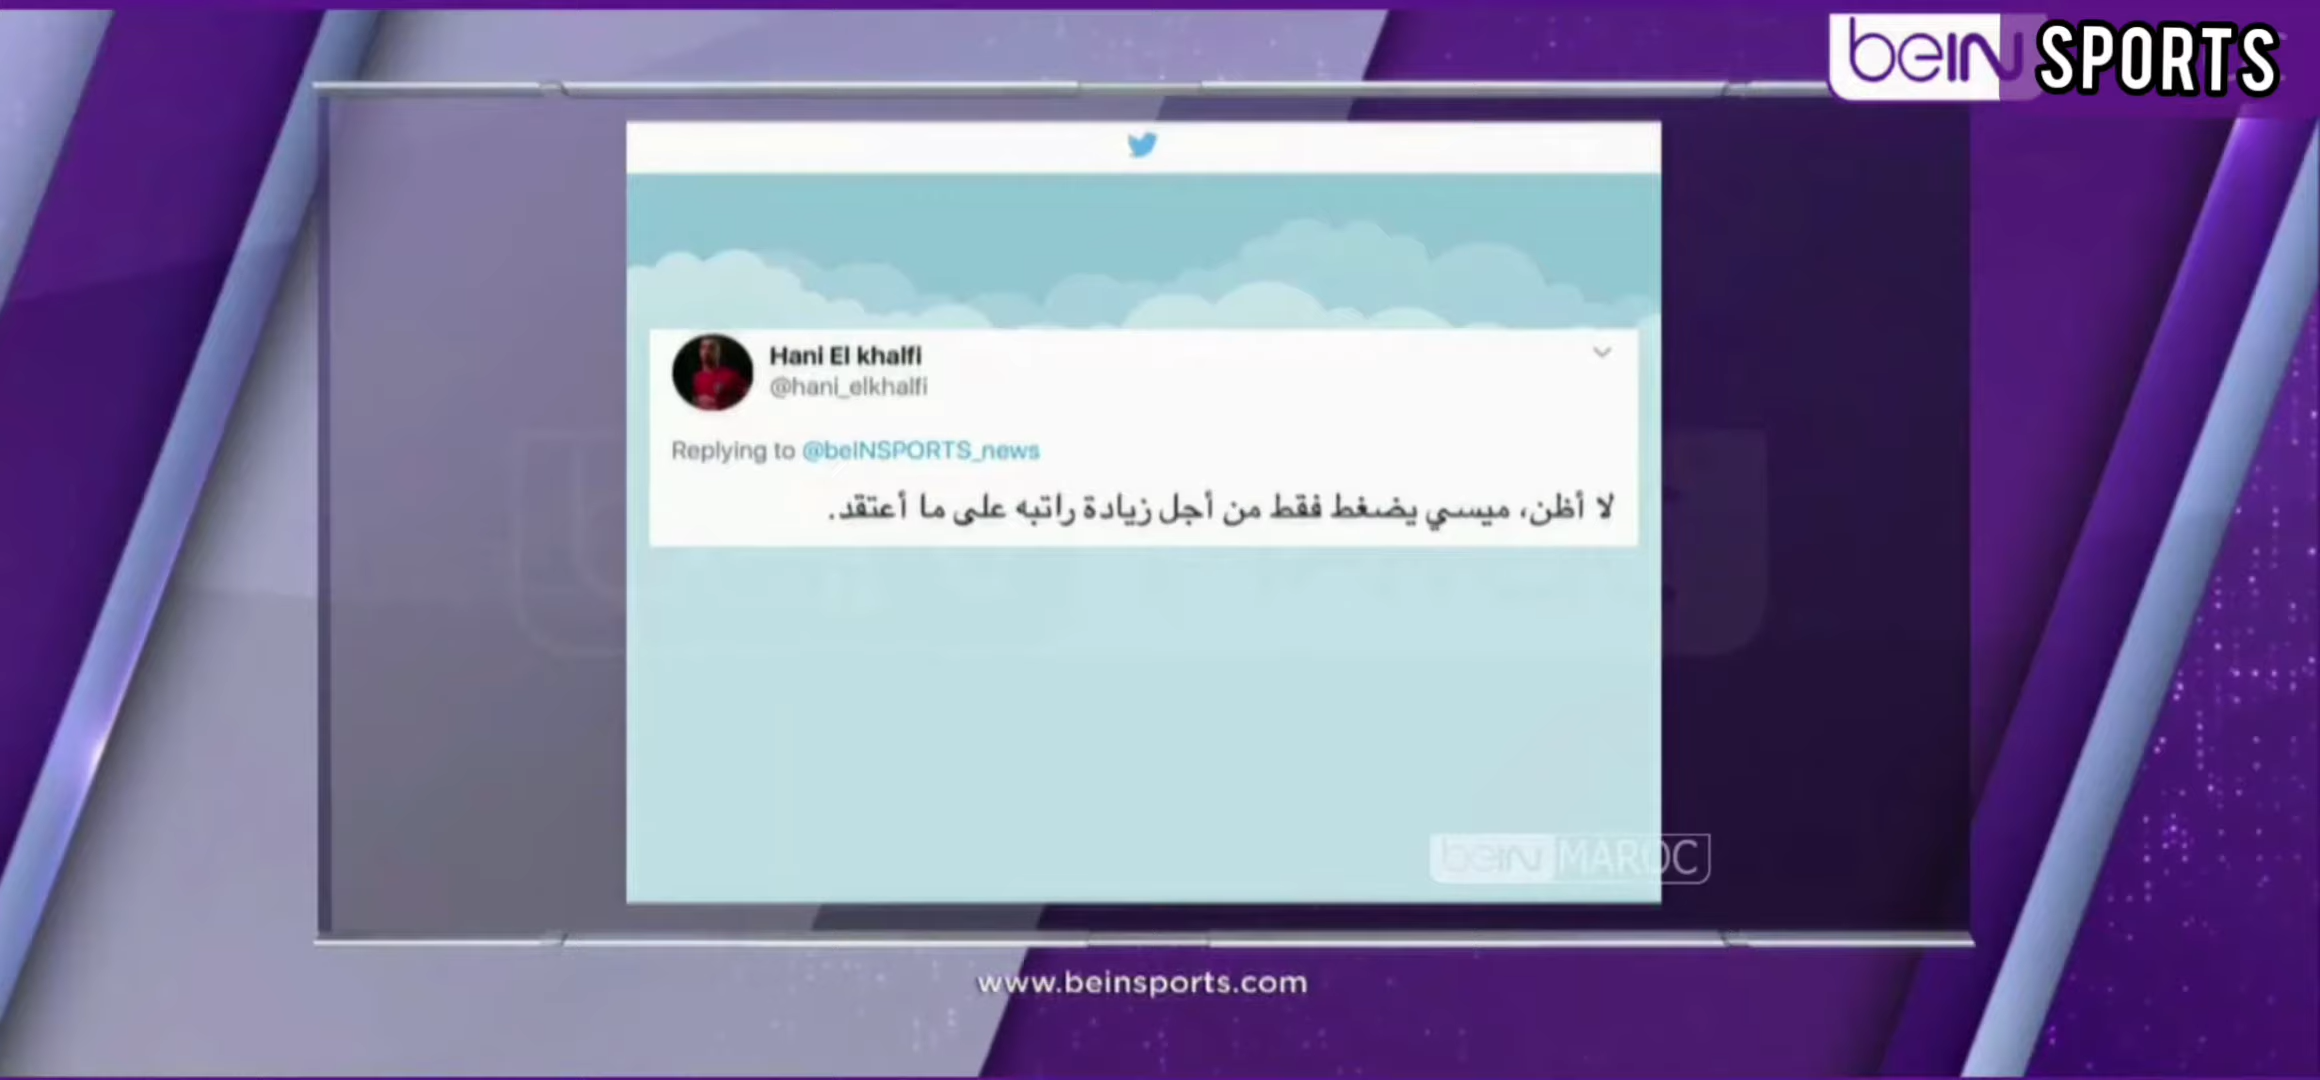 beIN SPORTS
Hani El khalfi
@hani_elkhalfi
Replying to @beINSPORTS_news
لا أظن، ميسي يضغط فقط من أجل زيادة راتبه على ما أعتقد.
beIN MAROC
www.beinsports.com